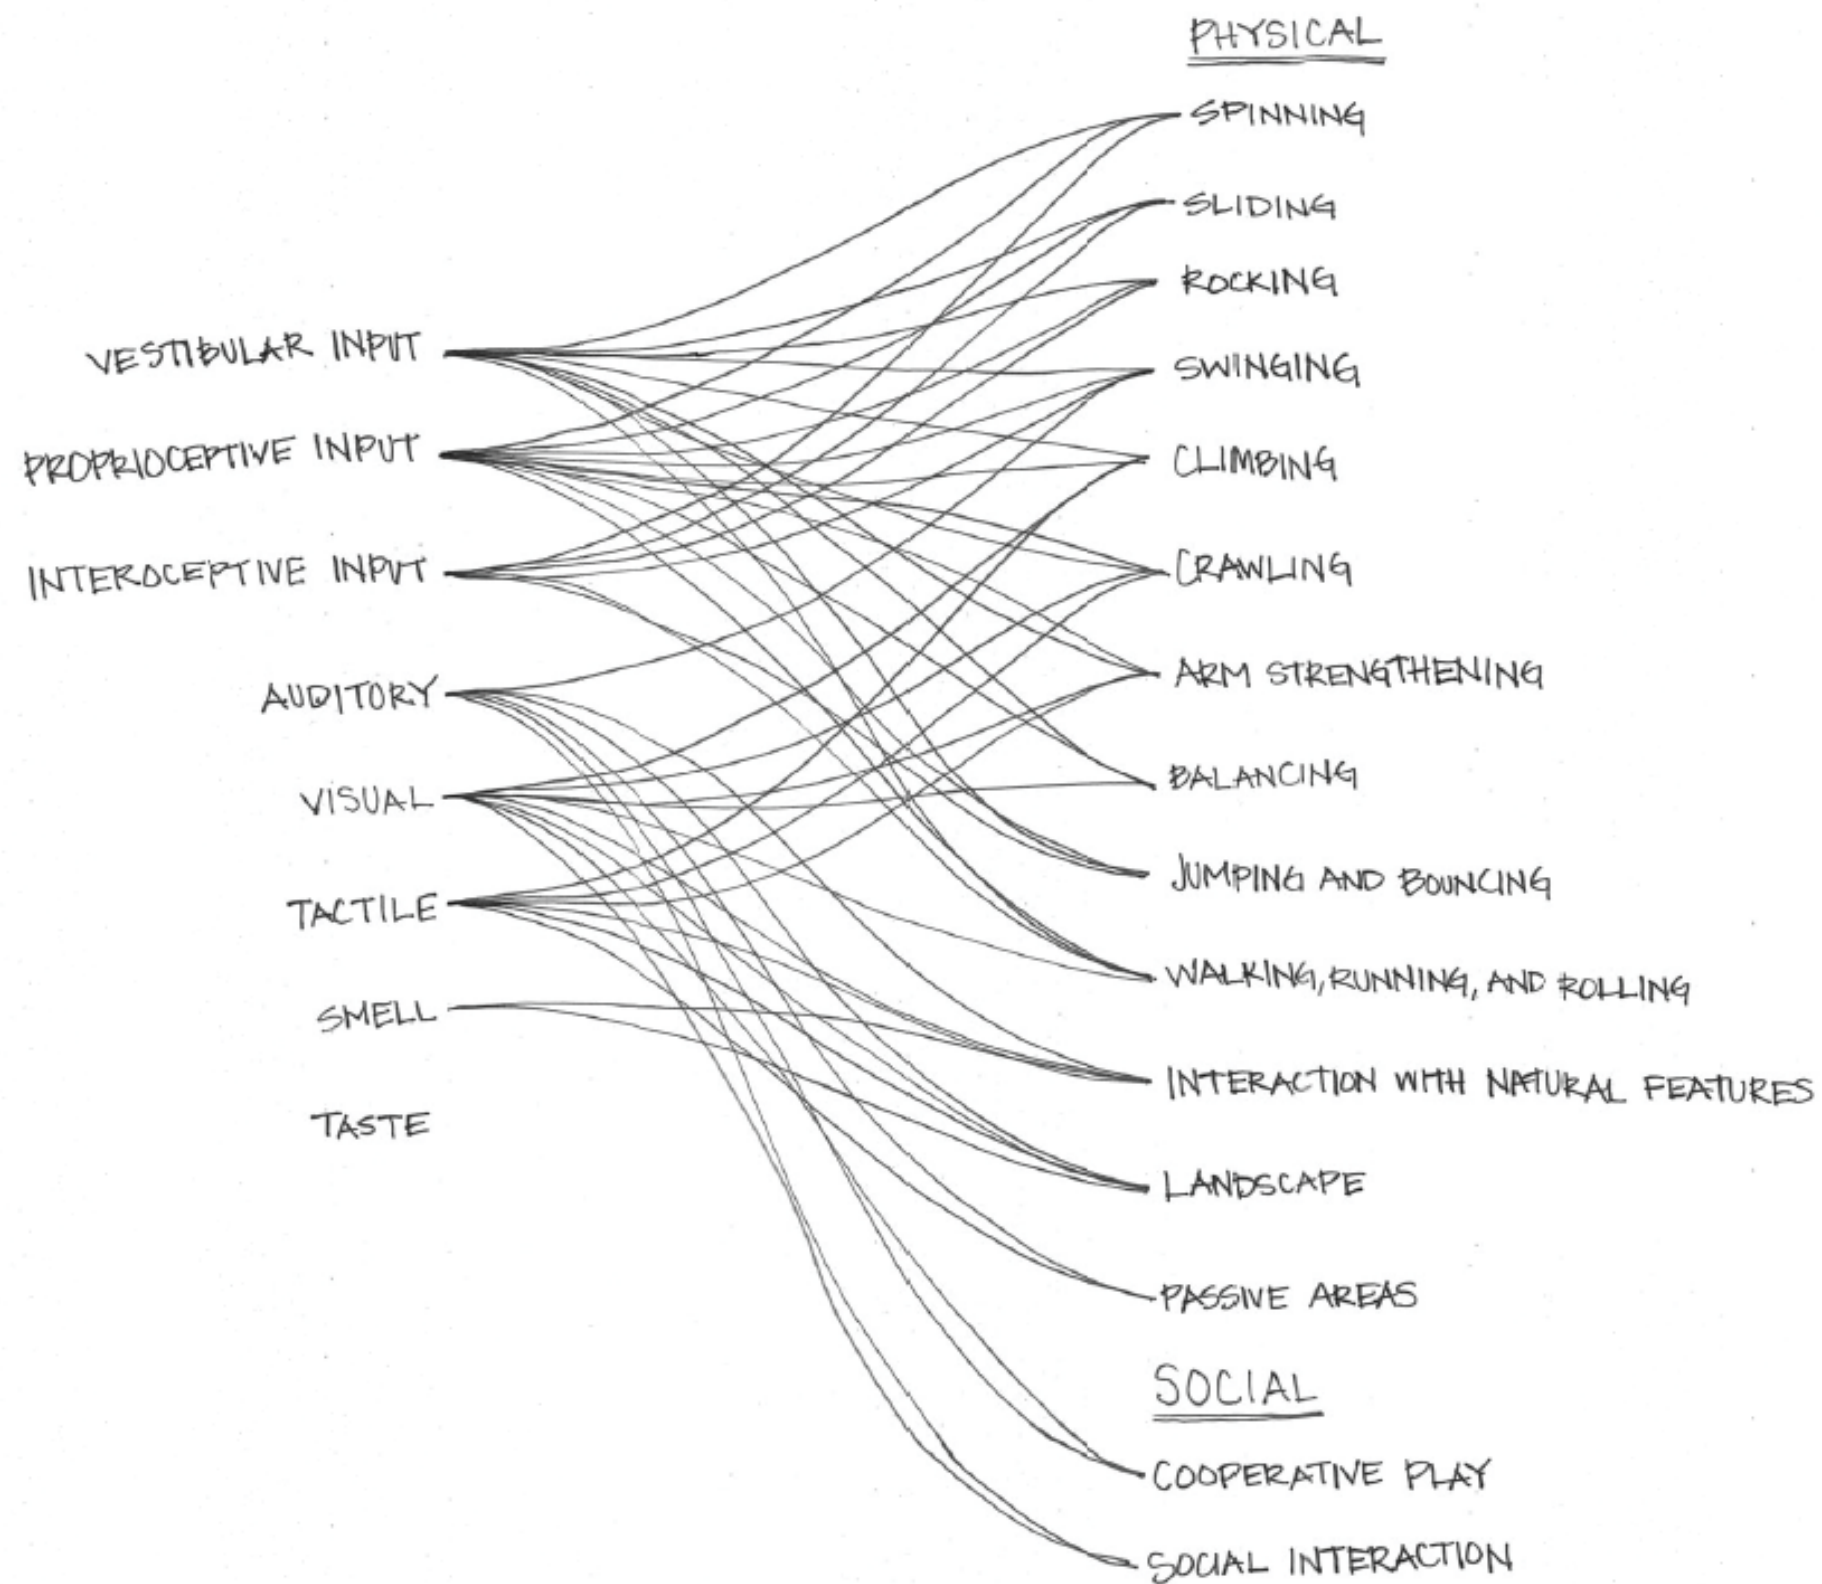 VESTIBULAR INPUT
PROPRIOCEPTIVE INPUT
INTEROCEPTIVE INPUT
AUDITORY
VISUAL
TACTILE
SMELL
TASTE
PHYSICAL
SPINNING
SLIDING
ROCKING
SWINGING
CLIMBING
CRAWLING
ARM STRENGTHENING
BALANCING
JUMPING AND BOUNCING
WALKING, RUNNING, AND ROLLING
INTERACTION WITH NATURAL FEATURES
LANDSCAPE
PASSIVE AREAS
SOCIAL
COOPERATIVE PLAY
SOCIAL INTERACTION